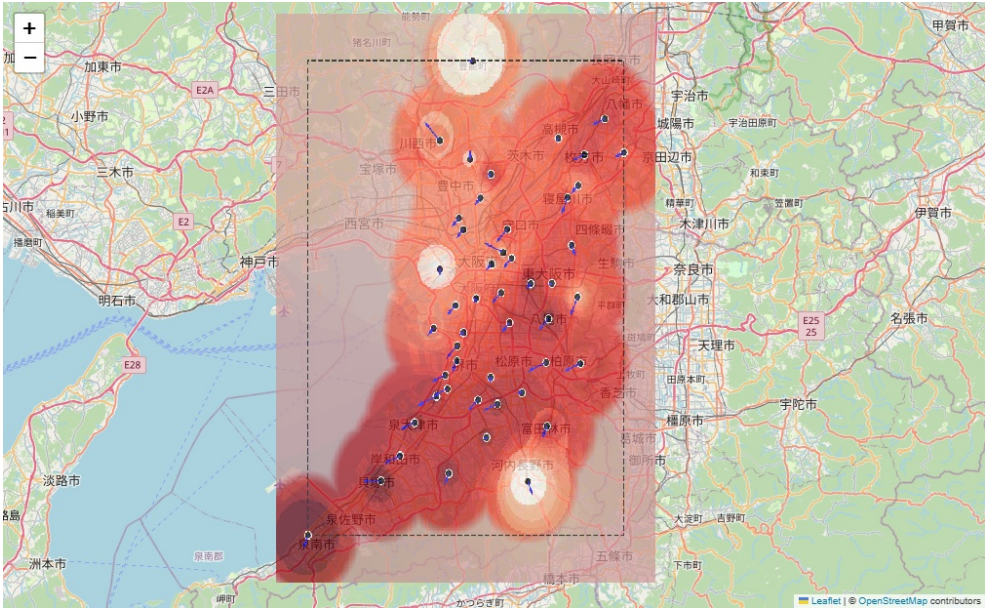 +
−
能勢町
猪名川町
加東市
E2A
三田市
小野市
7
川西市
宝塚市
三木市
E2
稲美町
播磨町
西宮市
神戸市
明石市
E28
淡路市
洲本市
大山崎町
八幡市
高槻市
茨木市
枚方市
豊中市
寝屋川市
守口市
四條畷市
大阪
東大阪市
生駒市
平群町
松原市
柏原市
香芝市
泉大津市
富田林市
葛城市
御所市
河内長野市
岸和田市
泉佐野市
泉南市
泉南郡
岬町
五條市
橋本市
かつらぎ町
下市町
大淀町
吉野町
甲賀市
宇治市
城陽市
宇治田原町
京田辺市
和束町
精華町
笠置町
木津川市
伊賀市
奈良市
大和郡山市
E25
25
名張市
天理市
田原本町
宇陀市
橿原市
Leaflet | © OpenStreetMap contributors